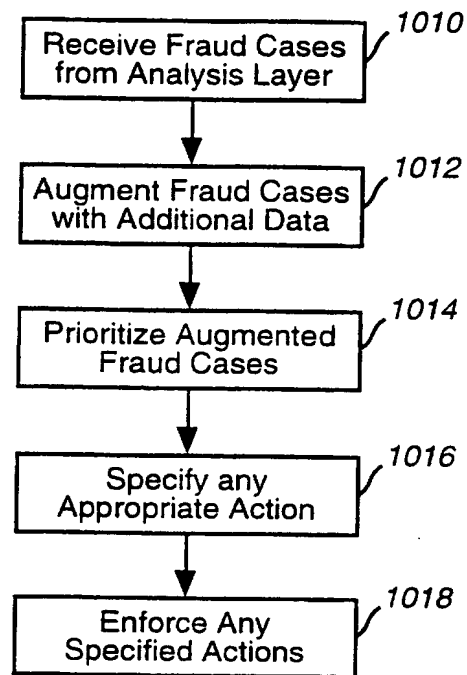 1010
Receive Fraud Cases
from Analysis Layer
1012
Augment Fraud Cases
with Additional Data
1014
Prioritize Augmented
Fraud Cases
1016
Specify any
Appropriate Action
1018
Enforce Any
Specified Actions